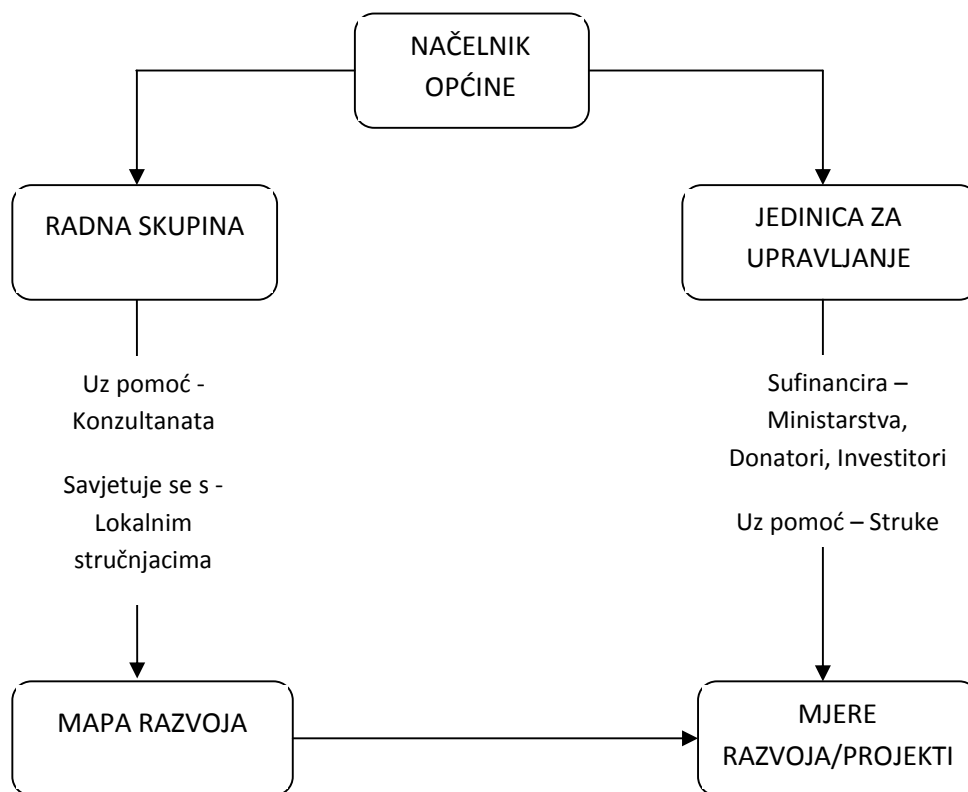 NAČELNIK
OPĆINE
RADNA SKUPINA
JEDINICA ZA
UPRAVLJANJE
Uz pomoć -
Konzultanata
Savjetuje se s -
Lokalnim
stručnjacima
Sufinancira –
Ministarstva,
Donatori, Investitori
Uz pomoć – Struke
MAPA RAZVOJA
MJERE
RAZVOJA/PROJEKTI